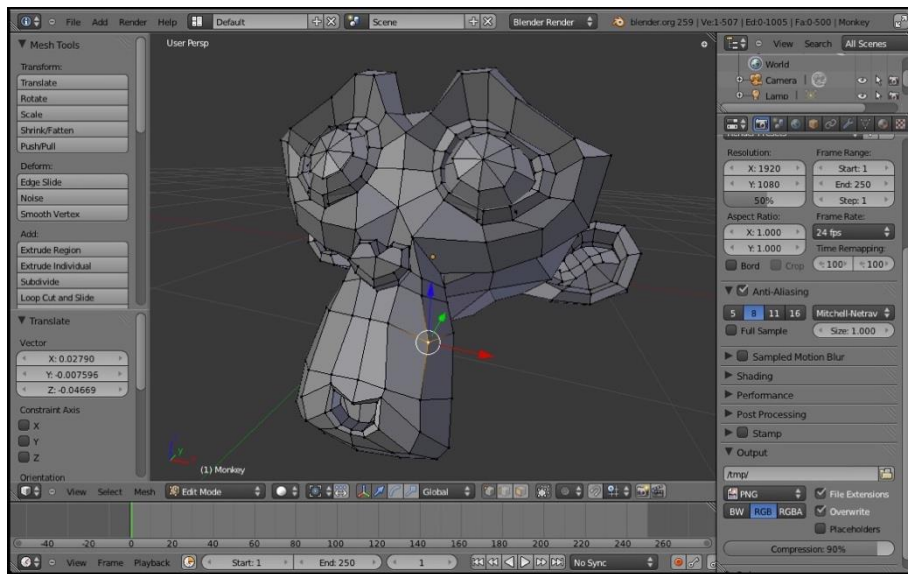 File Add Render Help Default Scene Blender Render blender.org 259 | Ve:1-507 | Ed:0-1005 | Fa:0-500 | Monkey
Mesh Tools
Transform:
Translate
Rotate
Scale
Shrink/Fatten
Push/Pull
Deform:
Edge Slide
Noise
Smooth Vertex
Add:
Extrude Region
Extrude Individual
Subdivide
Loop Cut and Slide
Translate
Vector
X: 0.02790
Y: -0.007596
Z: -0.04669
Constraint Axis
X
Y
Z
Orientation
User Persp
(1) Monkey
View Select Mesh Edit Mode Global
-40 -20 0 20 40 60 80 100 120 140 160 180 200 220 240 260
View Frame Playback Start: 1 End: 250 1 No Sync
View Search All Scenes
World
Camera
Lamp
Resolution: Frame Range:
X: 1920 Start: 1
Y: 1080 End: 250
50% Step: 1
Aspect Ratio: Frame Rate:
X: 1.000 24 fps
Y: 1.000 Time Remapping:
Bord Crop 100 100
Anti-Aliasing
5 8 11 16 Mitchell-Netrav
Full Sample Size: 1.000
Sampled Motion Blur
Shading
Performance
Post Processing
Stamp
Output
/tmp/
PNG File Extensions
BW RGB RGBA Overwrite
Placeholders
Compression: 90%